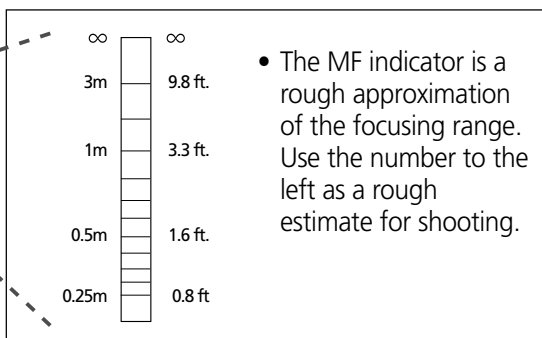 ∞ ∞
3m 9.8 ft.
1m 3.3 ft.
0.5m 1.6 ft.
0.25m 0.8 ft
• The MF indicator is a
rough approximation
of the focusing range.
Use the number to the
left as a rough
estimate for shooting.